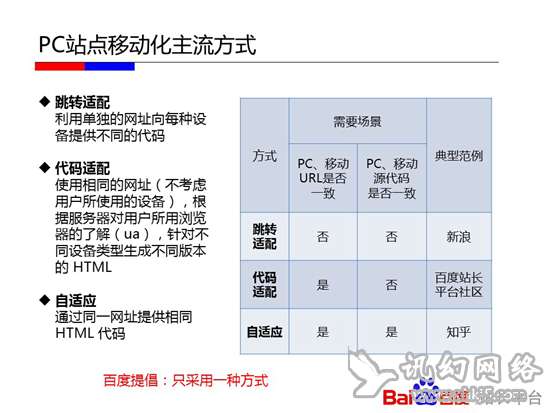 PC站点移动化主流方式
◆ 跳转适配
利用单独的网址向每种设
备提供不同的代码
◆ 代码适配
使用相同的网址（不考虑
用户所使用的设备），根
据服务器对用户所用浏览
器的了解（ua），针对不
同设备类型生成不同版本
的 HTML
◆ 自适应
通过同一网址提供相同
HTML 代码
方式
需要场景
典型范例
PC、移动
URL是否
一致
PC、移动
源代码
是否一致
跳转
适配
否
否
新浪
代码
适配
是
否
百度站长
平台社区
自适应
是
是
知乎
百度提倡：只采用一种方式
讯幻网络